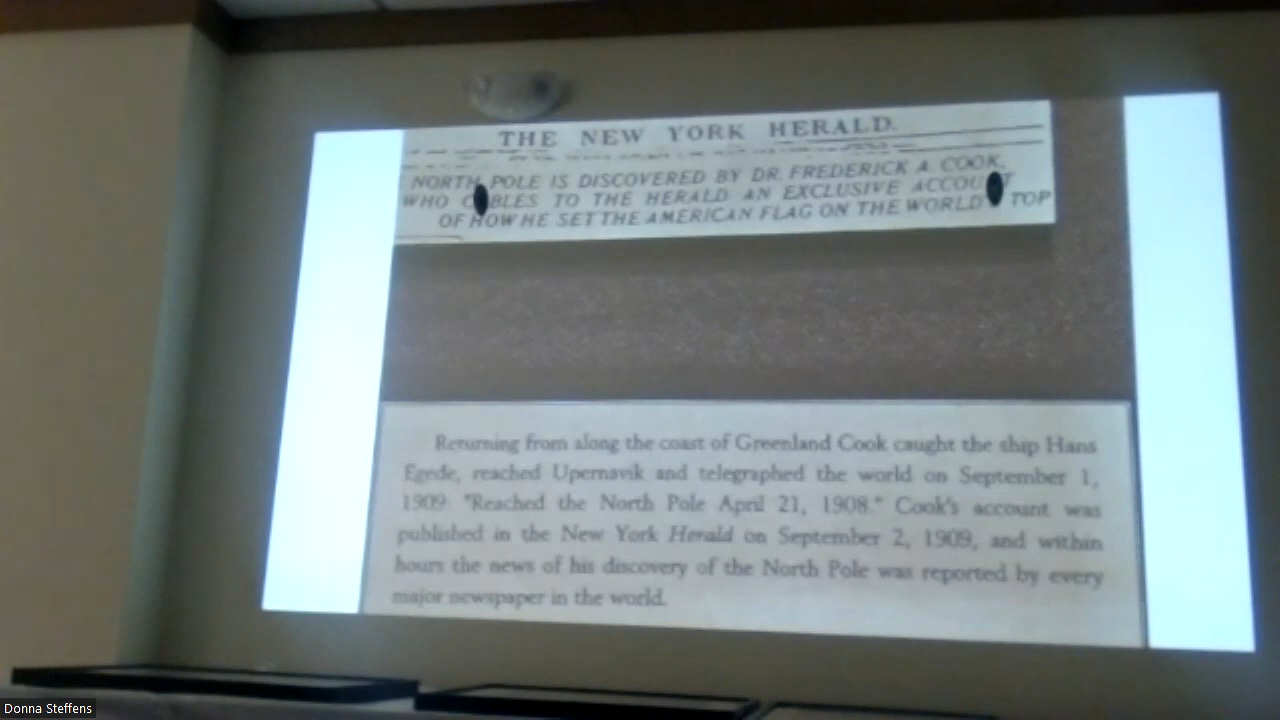 THE NEW YORK HERALD.
NORTH POLE IS DISCOVERED BY DR. FREDERICK A. COOK,
WHO CABLES TO THE HERALD AN EXCLUSIVE ACCOUNT
OF HOW HE SET THE AMERICAN FLAG ON THE WORLD'S TOP
Returning from along the coast of Greenland Cook caught the ship Hans
Egede, reached Upernavik and telegraphed the world on September 1,
1909: "Reached the North Pole April 21, 1908." Cook's account was
published in the New York Herald on September 2, 1909, and within
hours the news of his discovery of the North Pole was reported by every
major newspaper in the world.
Donna Steffens